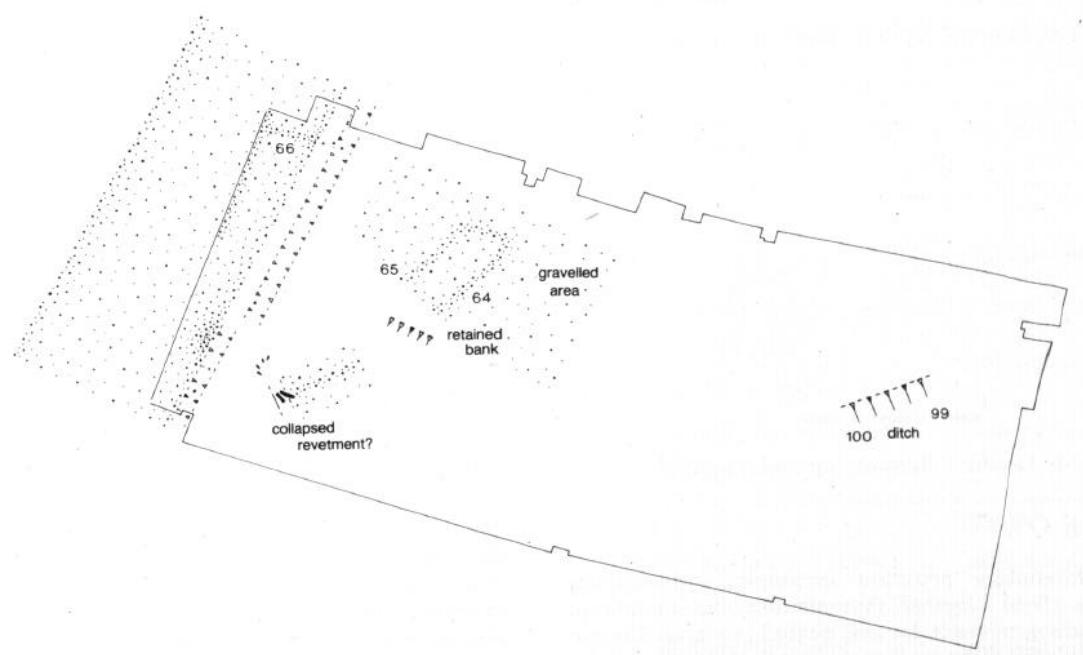 66
65
64
gravelled
area
retained
bank
collapsed
revetment?
99
100 ditch